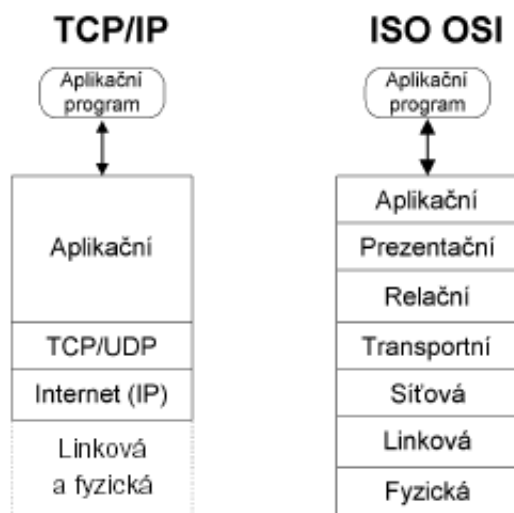 TCP/IP
Aplikační
program
Aplikační
TCP/UDP
Internet (IP)
Linková
a fyzická
ISO OSI
Aplikační
program
Aplikační
Prezentační
Relační
Transportní
Síťová
Linková
Fyzická